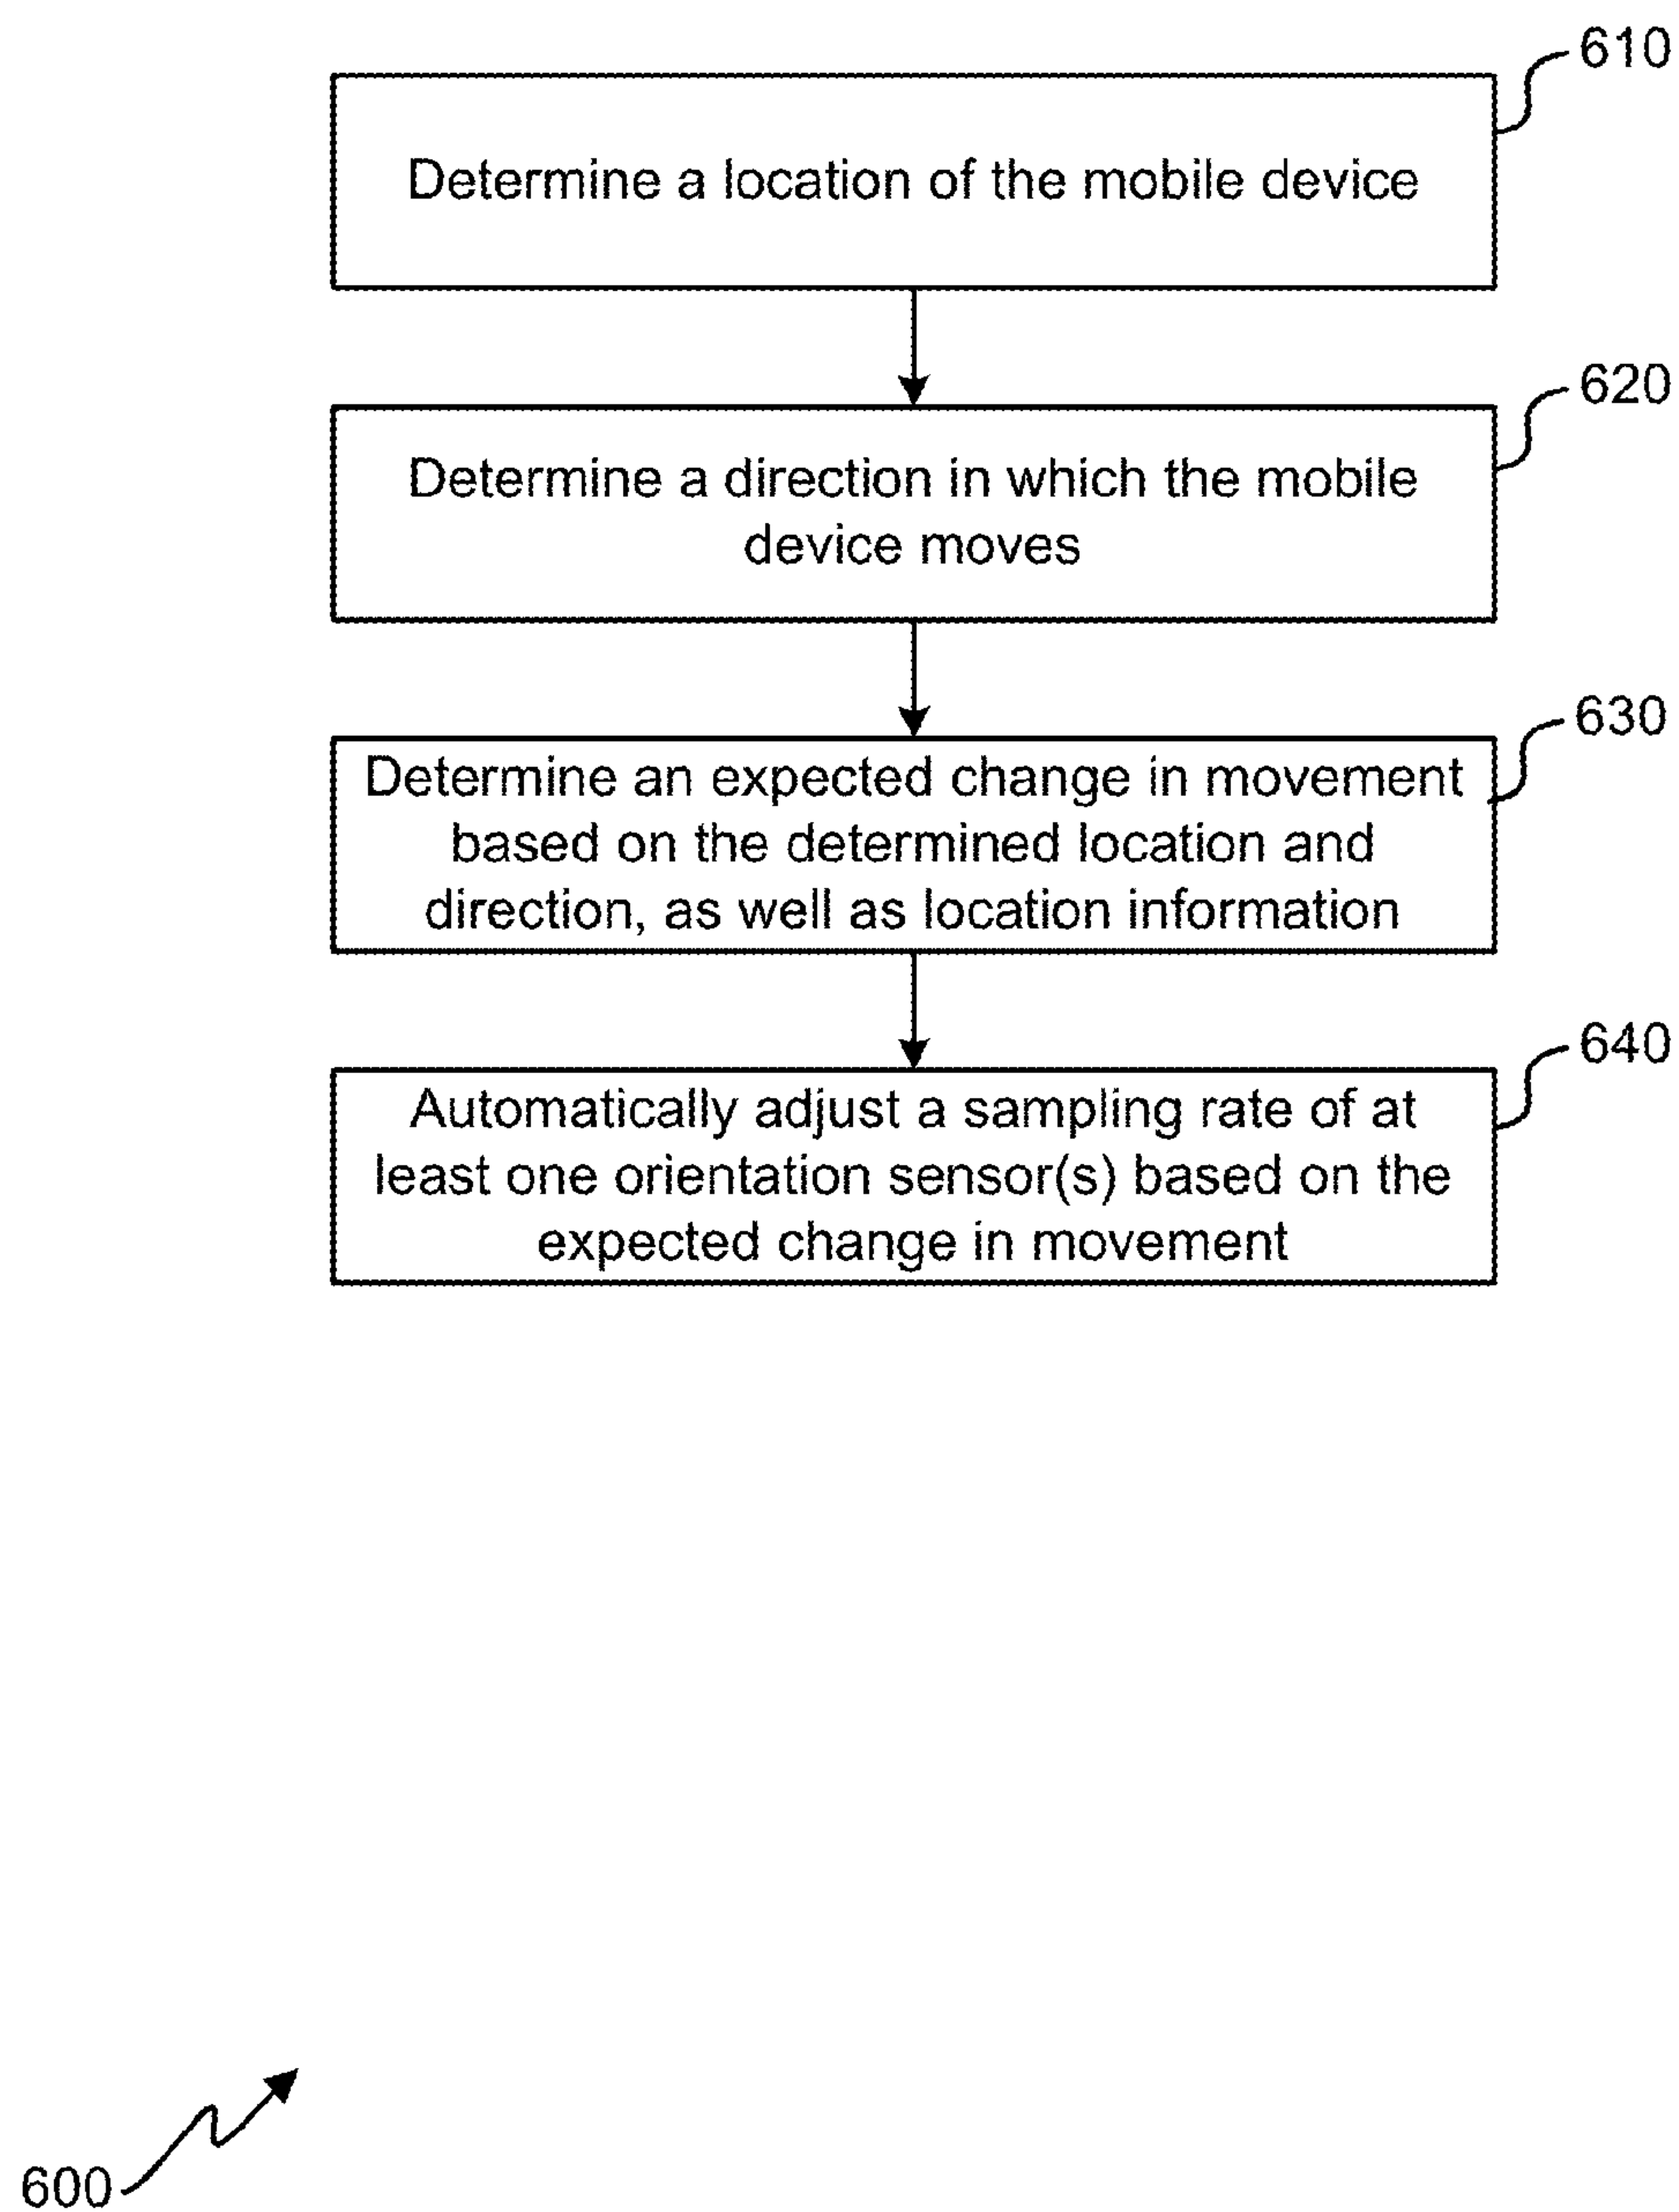 610
Determine a location of the mobile device
620
Determine a direction in which the mobile
device moves
630
Determine an expected change in movement
based on the determined location and
direction, as well as location information
640
Automatically adjust a sampling rate of at
least one orientation sensor(s) based on the
expected change in movement
600